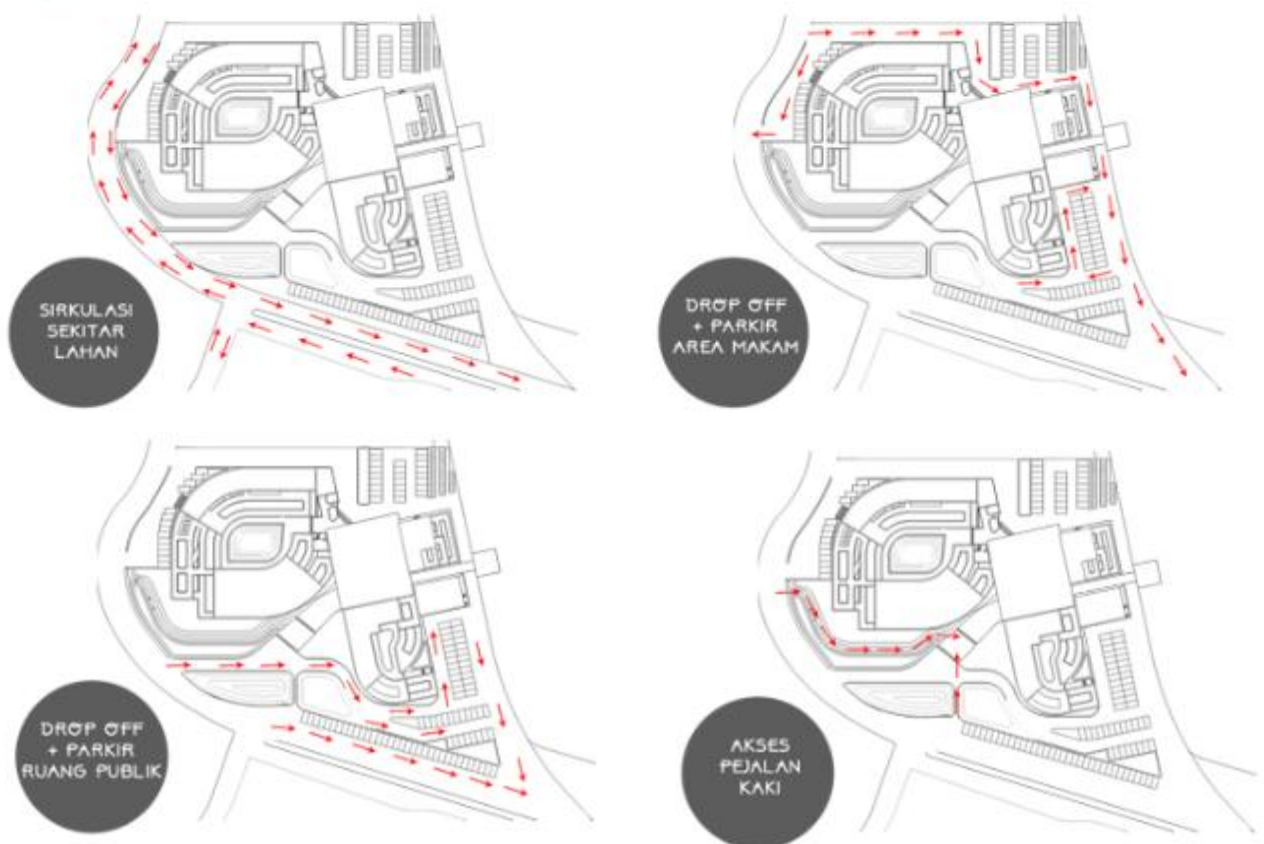 SIRKULASI
SEKITAR
LAHAN
DROP OFF
+ PARKIR
AREA MAKAM
DROP OFF
+ PARKIR
RUANG PUBLIK
AKSES
PEJALAN
KAKI